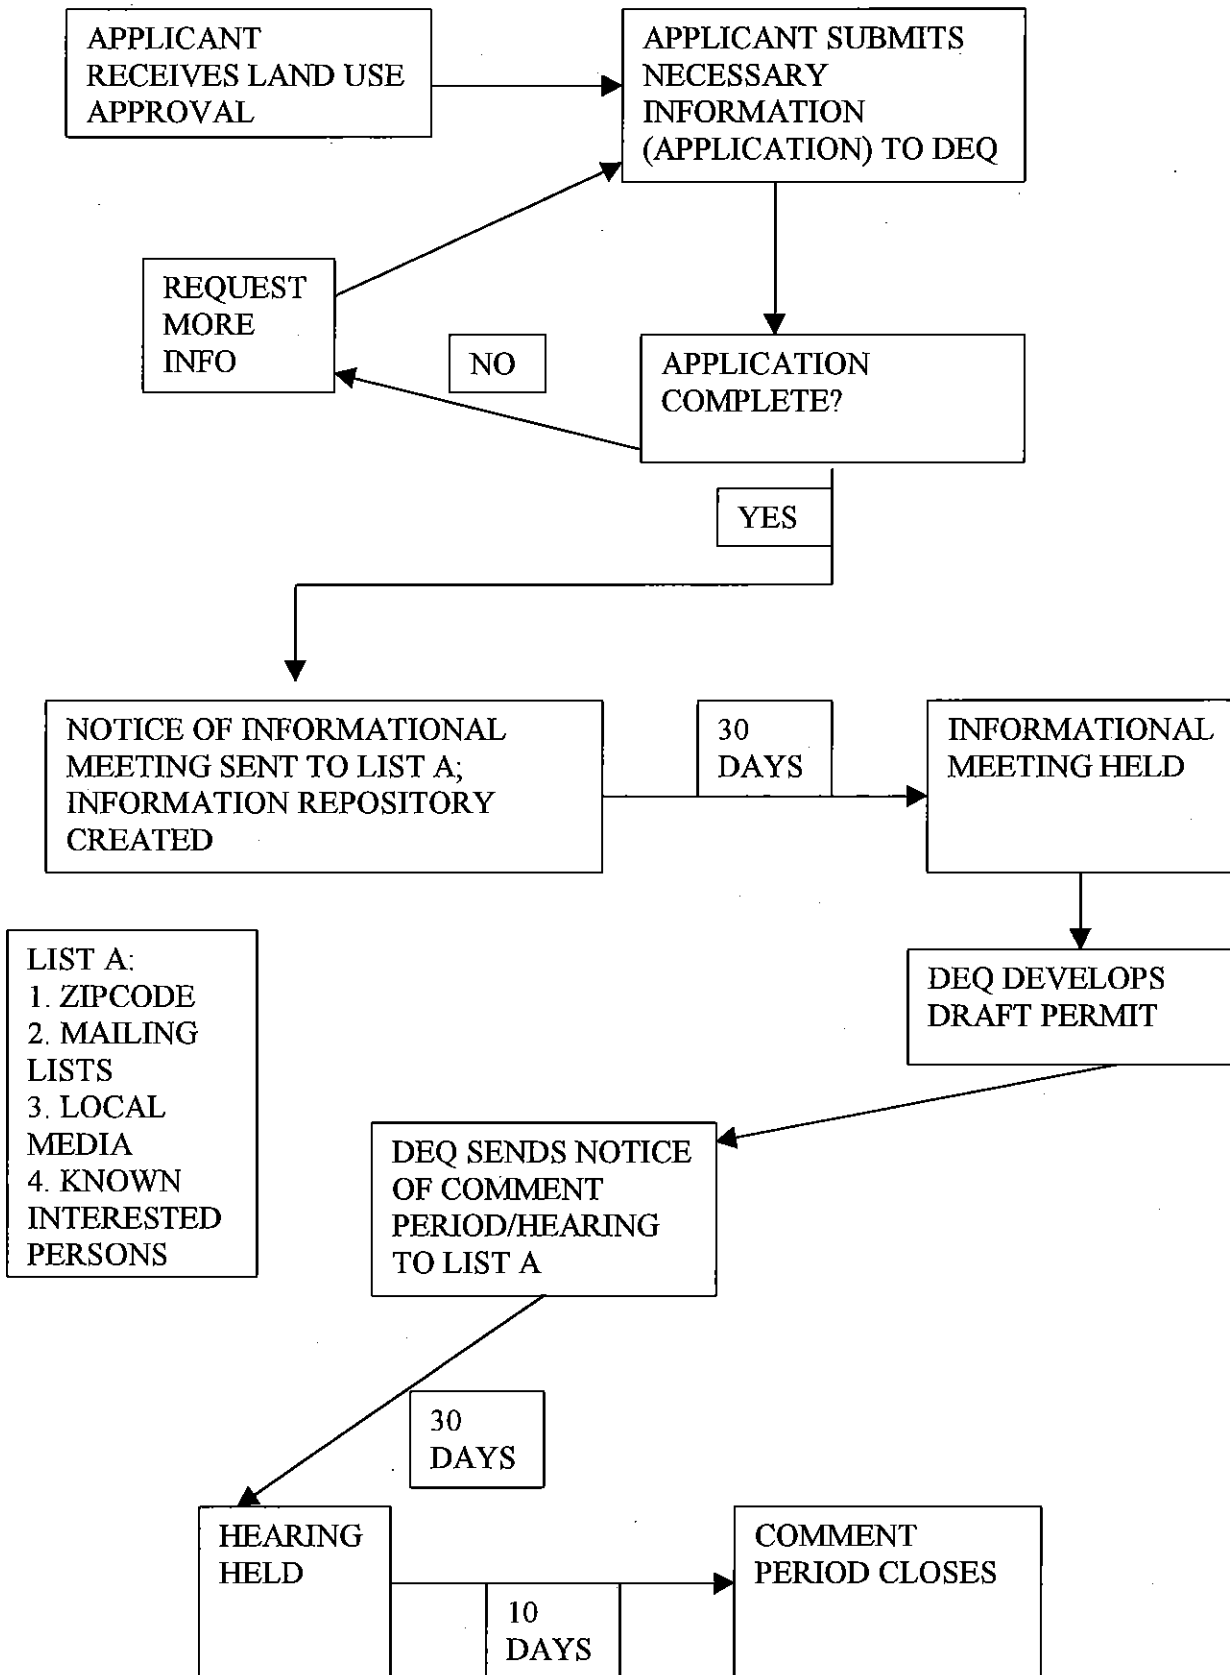 APPLICANT
RECEIVES LAND USE
APPROVAL
APPLICANT SUBMITS
NECESSARY
INFORMATION
(APPLICATION) TO DEQ
REQUEST
MORE
INFO
NO
APPLICATION
COMPLETE?
YES
NOTICE OF INFORMATIONAL
MEETING SENT TO LIST A;
INFORMATION REPOSITORY
CREATED
30
DAYS
INFORMATIONAL
MEETING HELD
LIST A:
1. ZIPCODE
2. MAILING
LISTS
3. LOCAL
MEDIA
4. KNOWN
INTERESTED
PERSONS
DEQ DEVELOPS
DRAFT PERMIT
DEQ SENDS NOTICE
OF COMMENT
PERIOD/HEARING
TO LIST A
30
DAYS
HEARING
HELD
10
DAYS
COMMENT
PERIOD CLOSES